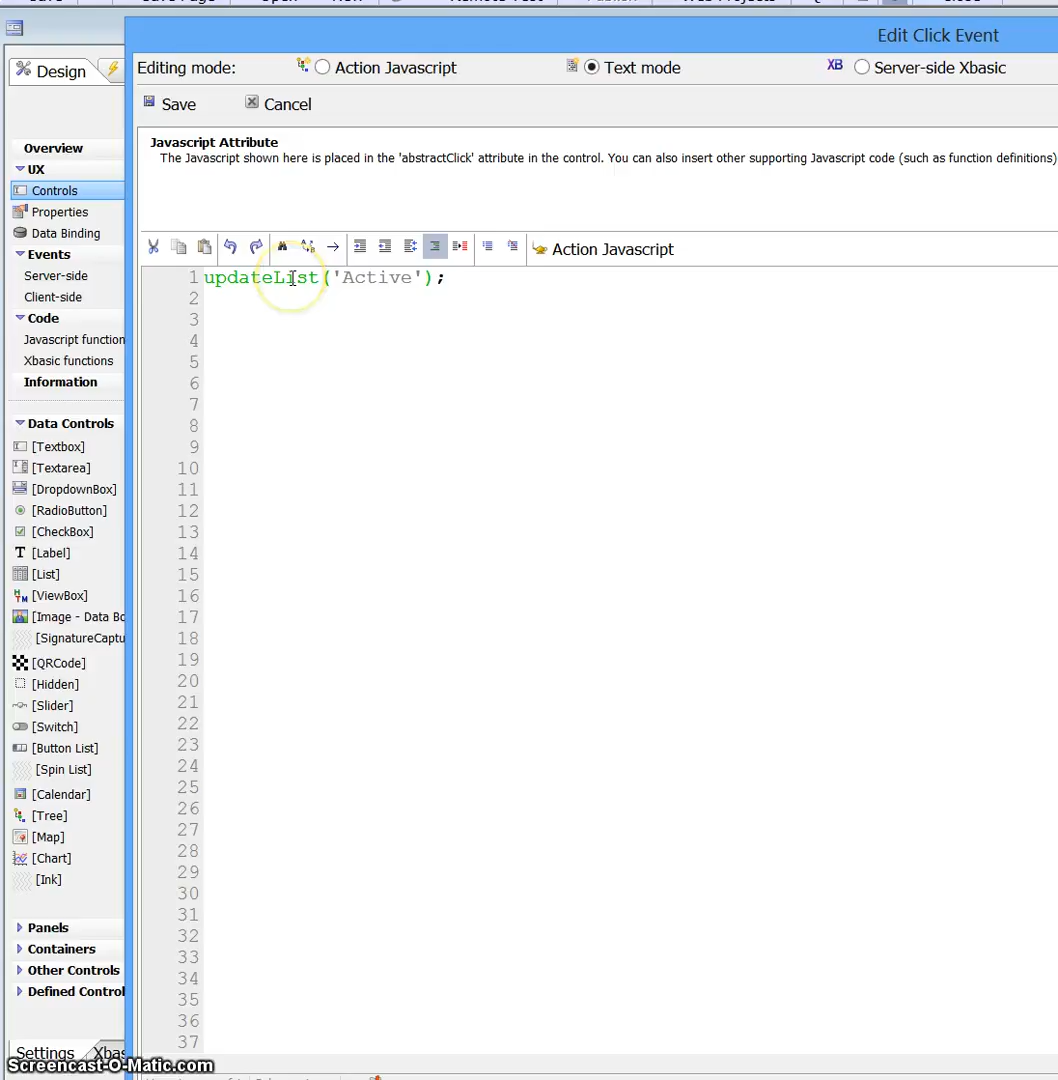 Edit Click Event
Design
Editing mode: Action Javascript Text mode XB Server-side Xbasic
Save Cancel
Javascript Attribute
The Javascript shown here is placed in the 'abstractClick' attribute in the control. You can also insert other supporting Javascript code (such as function definitions)
Action Javascript
1 updateList('Active');
2
3
4
5
6
7
8
9
10
11
12
13
14
15
16
17
18
19
20
21
22
23
24
25
26
27
28
29
30
31
32
33
34
35
36
37
Overview
UX
Controls
Properties
Data Binding
Events
Server-side
Client-side
Code
Javascript function
Xbasic functions
Information
Data Controls
[Textbox]
[Textarea]
[DropdownBox]
[RadioButton]
[CheckBox]
T [Label]
[List]
[ViewBox]
[Image - Data Bo
[SignatureCaptu
[QRCode]
[Hidden]
[Slider]
[Switch]
[Button List]
[Spin List]
[Calendar]
[Tree]
[Map]
[Chart]
[Ink]
Panels
Containers
Other Controls
Defined Control
Settings Xbas
Screencast-O-Matic.com